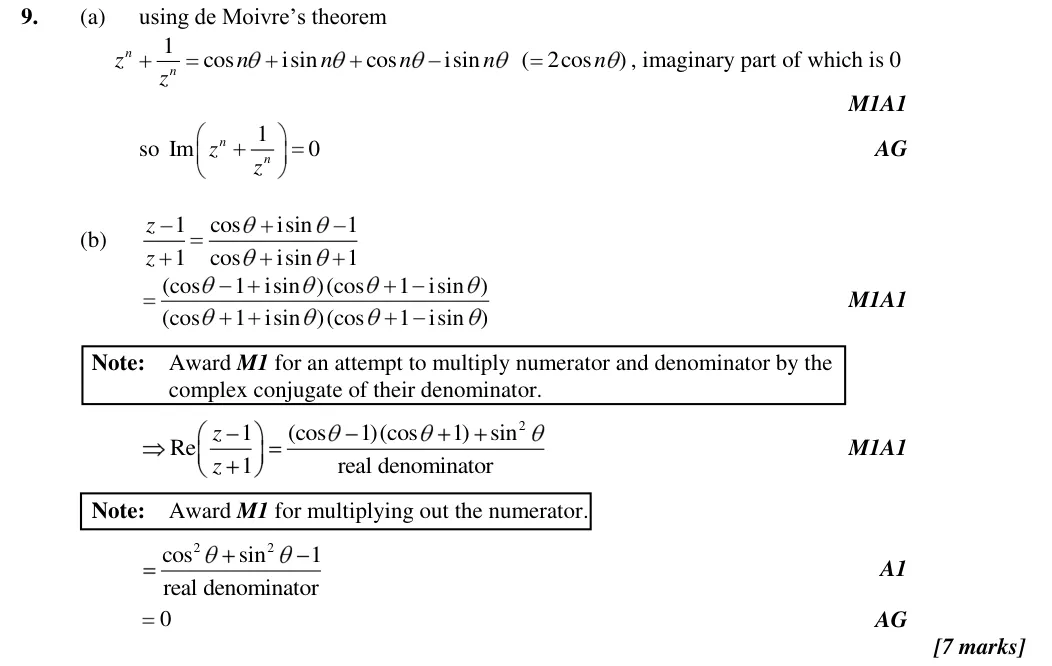 9. (a) using de Moivre's theorem
zⁿ + 1/zⁿ = cos nθ + i sin nθ + cos nθ − i sin nθ (= 2cos nθ), imaginary part of which is 0
M1A1
so Im(zⁿ + 1/zⁿ) = 0 AG
(b) (z − 1)/(z + 1) = (cos θ + i sin θ − 1)/(cos θ + i sin θ + 1)
= ((cos θ − 1 + i sin θ)(cos θ + 1 − i sin θ))/((cos θ + 1 + i sin θ)(cos θ + 1 − i sin θ)) M1A1
Note: Award M1 for an attempt to multiply numerator and denominator by the
complex conjugate of their denominator.
⇒ Re((z − 1)/(z + 1)) = ((cos θ − 1)(cos θ + 1) + sin² θ)/(real denominator) M1A1
Note: Award M1 for multiplying out the numerator.
= (cos² θ + sin² θ − 1)/(real denominator) A1
= 0 AG
[7 marks]